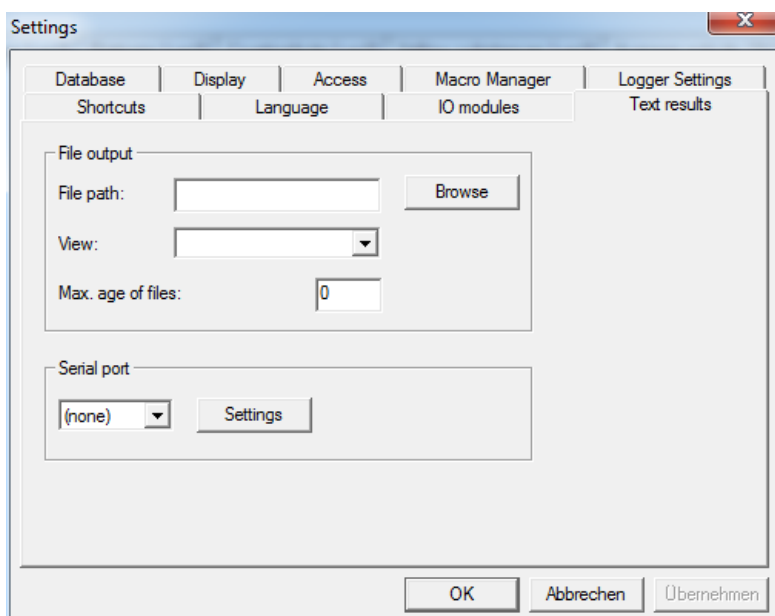 Settings
Database Display Access Macro Manager Logger Settings
Shortcuts Language IO modules Text results
File output
File path: Browse
View:
Max. age of files: 0
Serial port
(none) Settings
OK Abbrechen Übernehmen